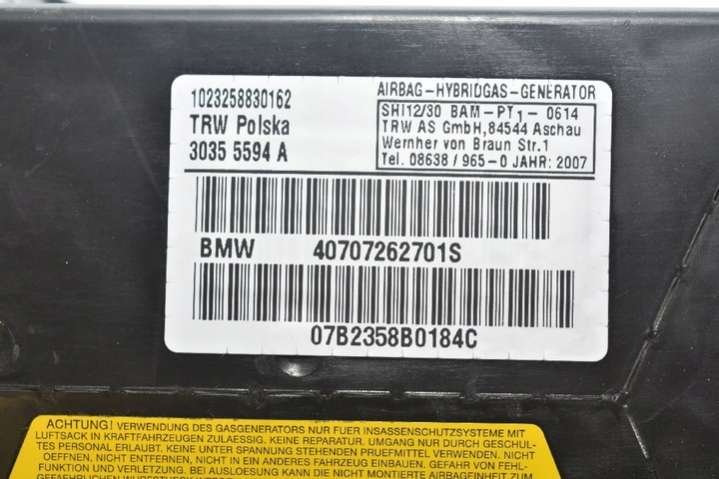 1023258830162
TRW Polska
3035 5594 A
AIRBAG-HYBRIDGAS-GENERATOR
SHI12/30 BAM-PT1 - 0614
TRW AS GmbH,84544 Aschau
Wernher von Braun Str.1
Tel. 08638 / 965-0 JAHR: 2007
BMW 40707262701S
07B2358B0184C
ACHTUNG! VERWENDUNG DES GASGENERATORS NUR FUER INSASSENSCHUTZSYSTEME MIT
LUFTSACK IN KRAFTFAHRZEUGEN ZULAESSIG. KEINE REPARATUR. UMGANG NUR DURCH GESCHUL-
TES PERSONAL ERLAUBT. KEINE UNTER SPANNUNG STEHENDEN PRUEFMITTEL VERWENDEN. NICHT
OEFFNEN, NICHT ENTFERNEN, NICHT IN EIN ANDERES FAHRZEUG EINBAUEN. GEFAHR VON FEHL-
FUNKTION UND VERLETZUNG. BEI AUSLOESUNG KANN DIE NICHT MONTIERTE AIRBAGEINHEIT ZUM
GEFAEHRLICHEN WURFSTUECK